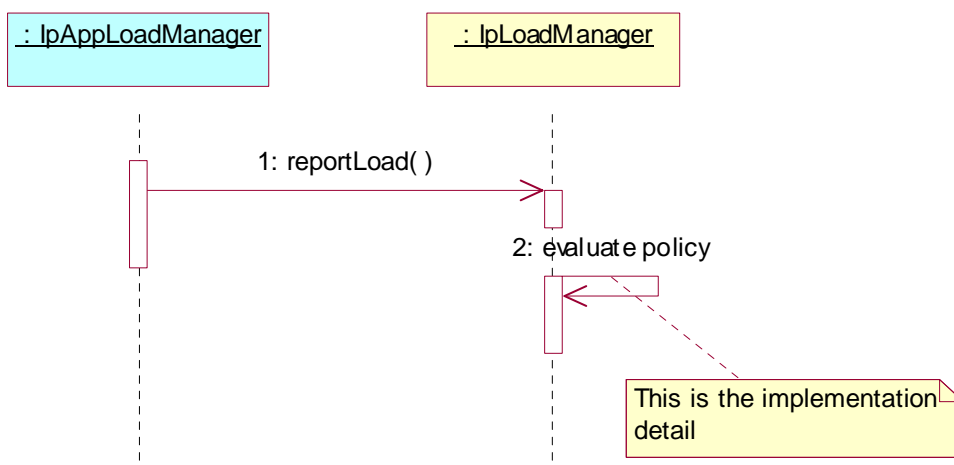 : IpAppLoadManager
: IpLoadManager
1: reportLoad( )
2: evaluate policy
This is the implementation
detail